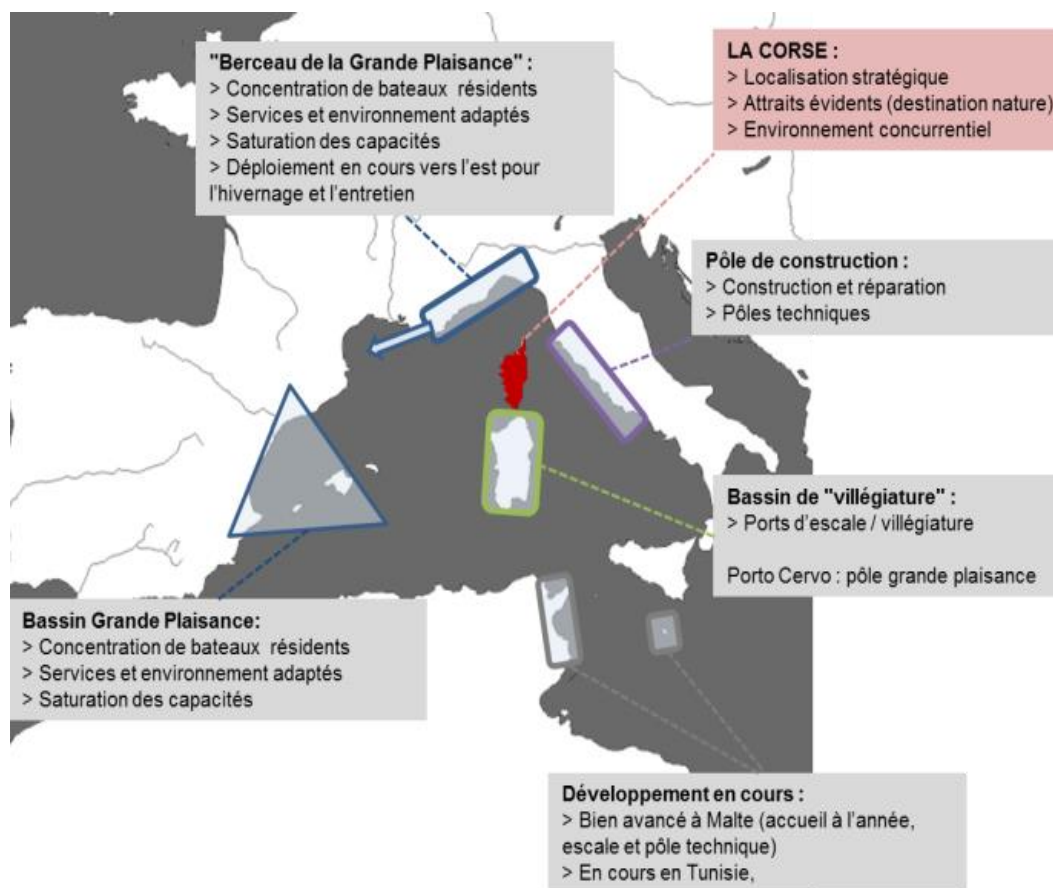 "Berceau de la Grande Plaisance" :
> Concentration de bateaux résidents
> Services et environnement adaptés
> Saturation des capacités
> Déploiement en cours vers l'est pour
l'hivernage et l'entretien
LA CORSE :
> Localisation stratégique
> Attraits évidents (destination nature)
> Environnement concurrentiel
Pôle de construction :
> Construction et réparation
> Pôles techniques
Bassin de "villégiature" :
> Ports d'escale / villégiature
Porto Cervo : pôle grande plaisance
Bassin Grande Plaisance:
> Concentration de bateaux résidents
> Services et environnement adaptés
> Saturation des capacités
Développement en cours :
> Bien avancé à Malte (accueil à l'année,
escale et pôle technique)
> En cours en Tunisie,